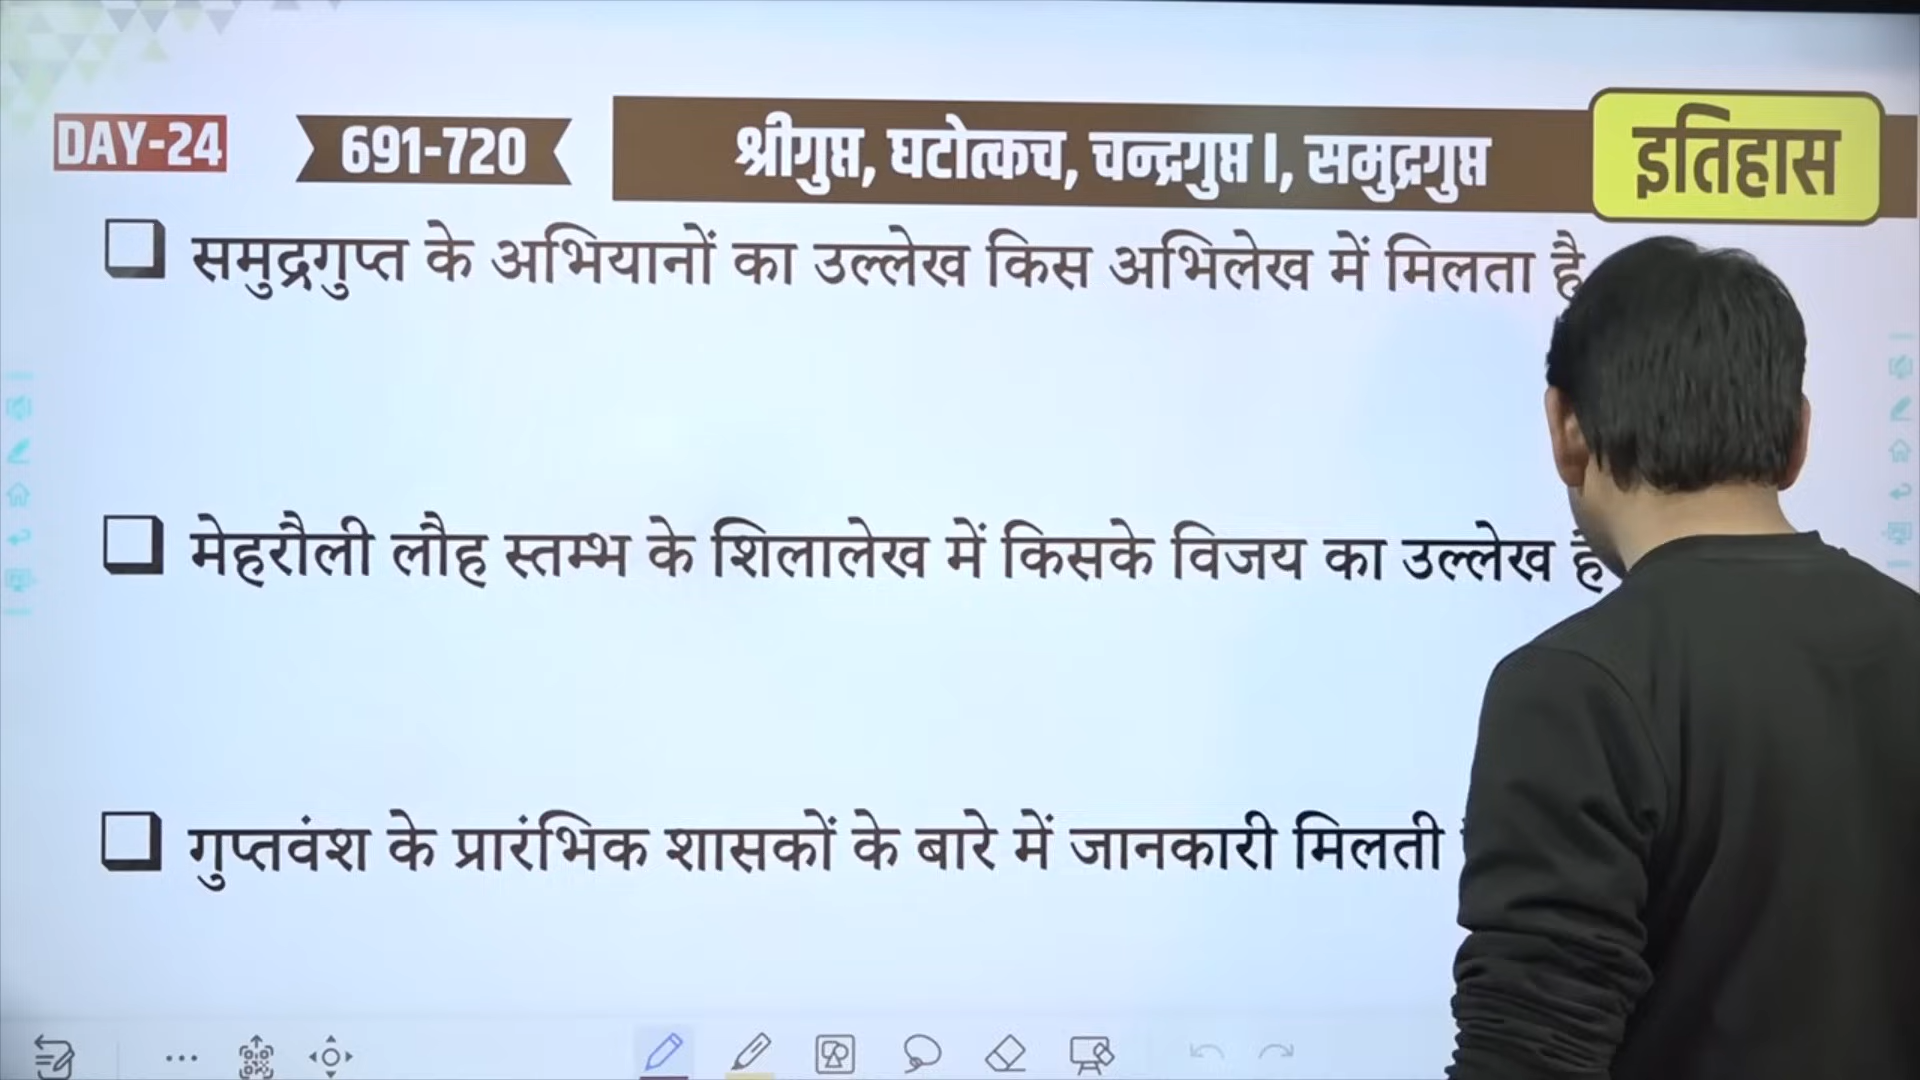 DAY-24
691-720
श्रीगुप्त, घटोत्कच, चन्द्रगुप्त I, समुद्रगुप्त
इतिहास
समुद्रगुप्त के अभियानों का उल्लेख किस अभिलेख में मिलता है
मेहरौली लौह स्तम्भ के शिलालेख में किसके विजय का उल्लेख है
गुप्तवंश के प्रारंभिक शासकों के बारे में जानकारी मिलती